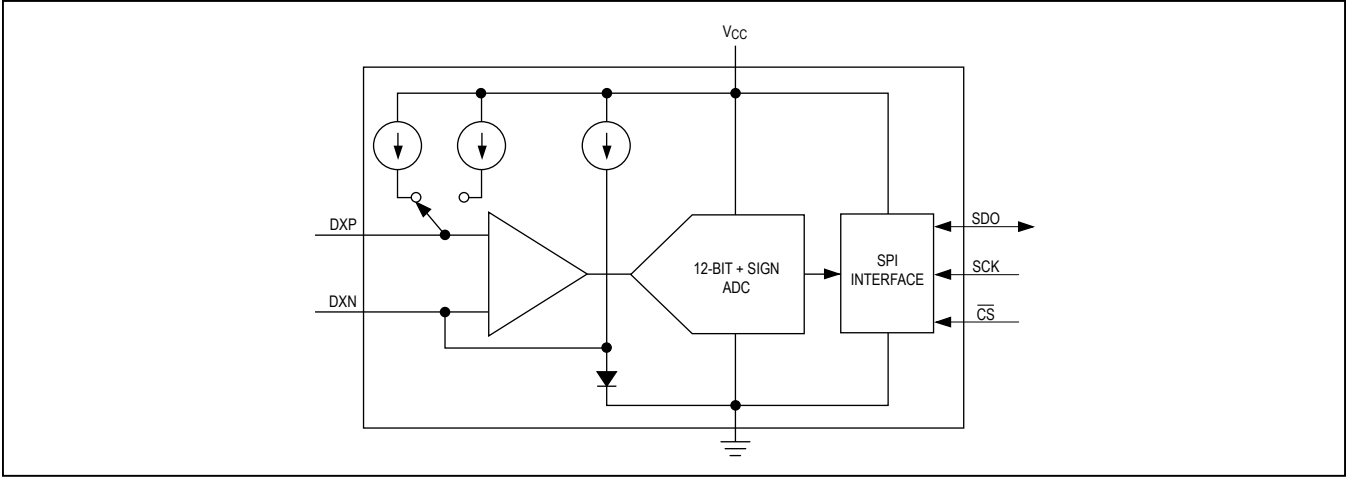 VCC
DXP
DXN
12-BIT + SIGN
ADC
SPI
INTERFACE
SDO
SCK
CS